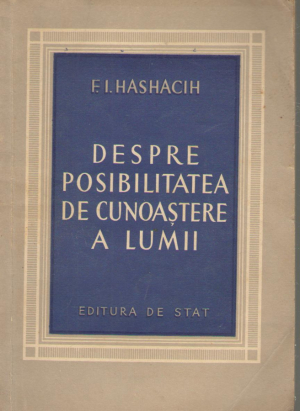 F. I. HASHACIH
DESPRE
POSIBILITATEA
DE CUNOAȘTERE
A LUMII
EDITURA DE STAT